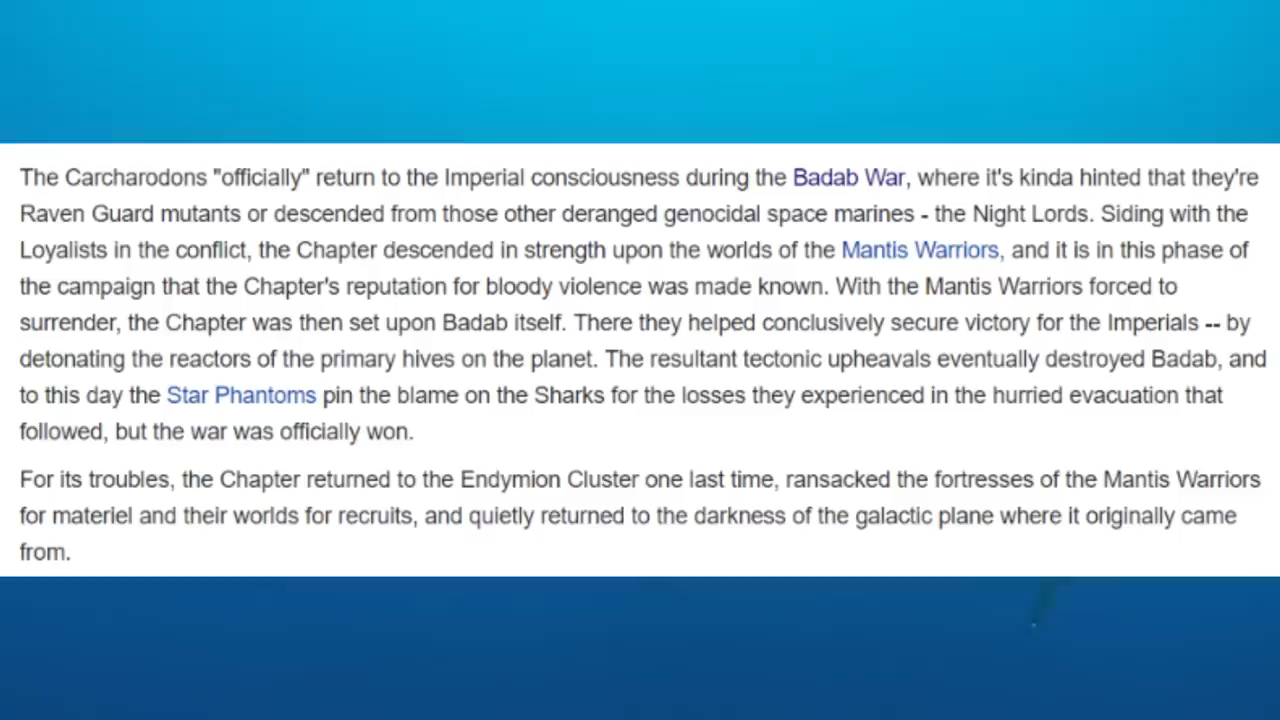 The Carcharodons "officially" return to the Imperial consciousness during the Badab War, where it's kinda hinted that they're
Raven Guard mutants or descended from those other deranged genocidal space marines - the Night Lords. Siding with the
Loyalists in the conflict, the Chapter descended in strength upon the worlds of the Mantis Warriors, and it is in this phase of
the campaign that the Chapter's reputation for bloody violence was made known. With the Mantis Warriors forced to
surrender, the Chapter was then set upon Badab itself. There they helped conclusively secure victory for the Imperials -- by
detonating the reactors of the primary hives on the planet. The resultant tectonic upheavals eventually destroyed Badab, and
to this day the Star Phantoms pin the blame on the Sharks for the losses they experienced in the hurried evacuation that
followed, but the war was officially won.
For its troubles, the Chapter returned to the Endymion Cluster one last time, ransacked the fortresses of the Mantis Warriors
for materiel and their worlds for recruits, and quietly returned to the darkness of the galactic plane where it originally came
from.